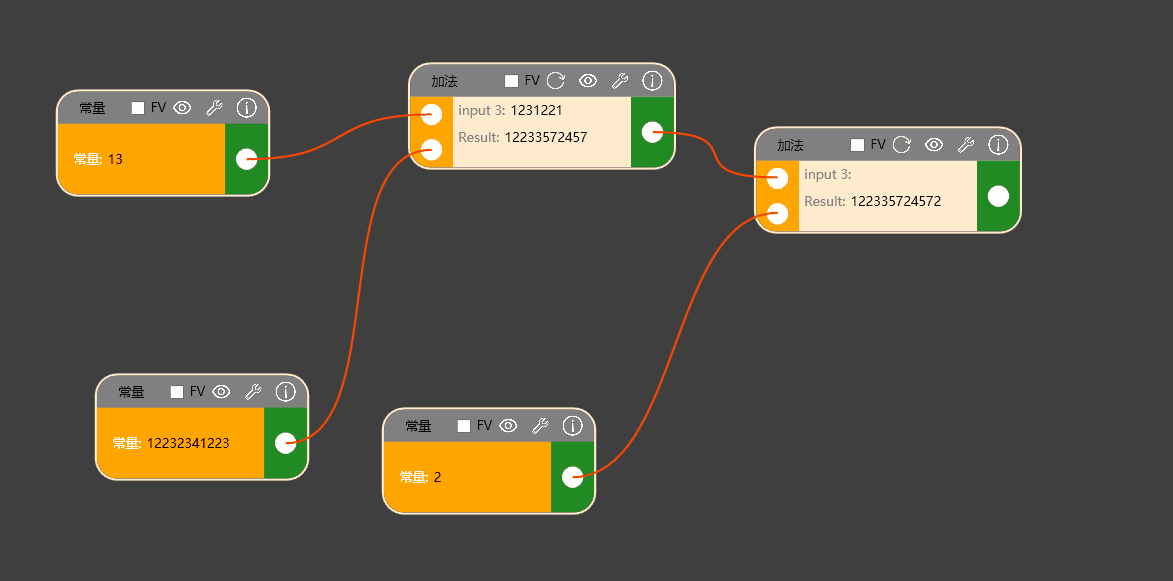 常量 FV
常量: 13
加法 FV
input 3: 1231221
Result: 12233572457
加法 FV
input 3:
Result: 122335724572
常量 FV
常量: 12232341223
常量 FV
常量: 2